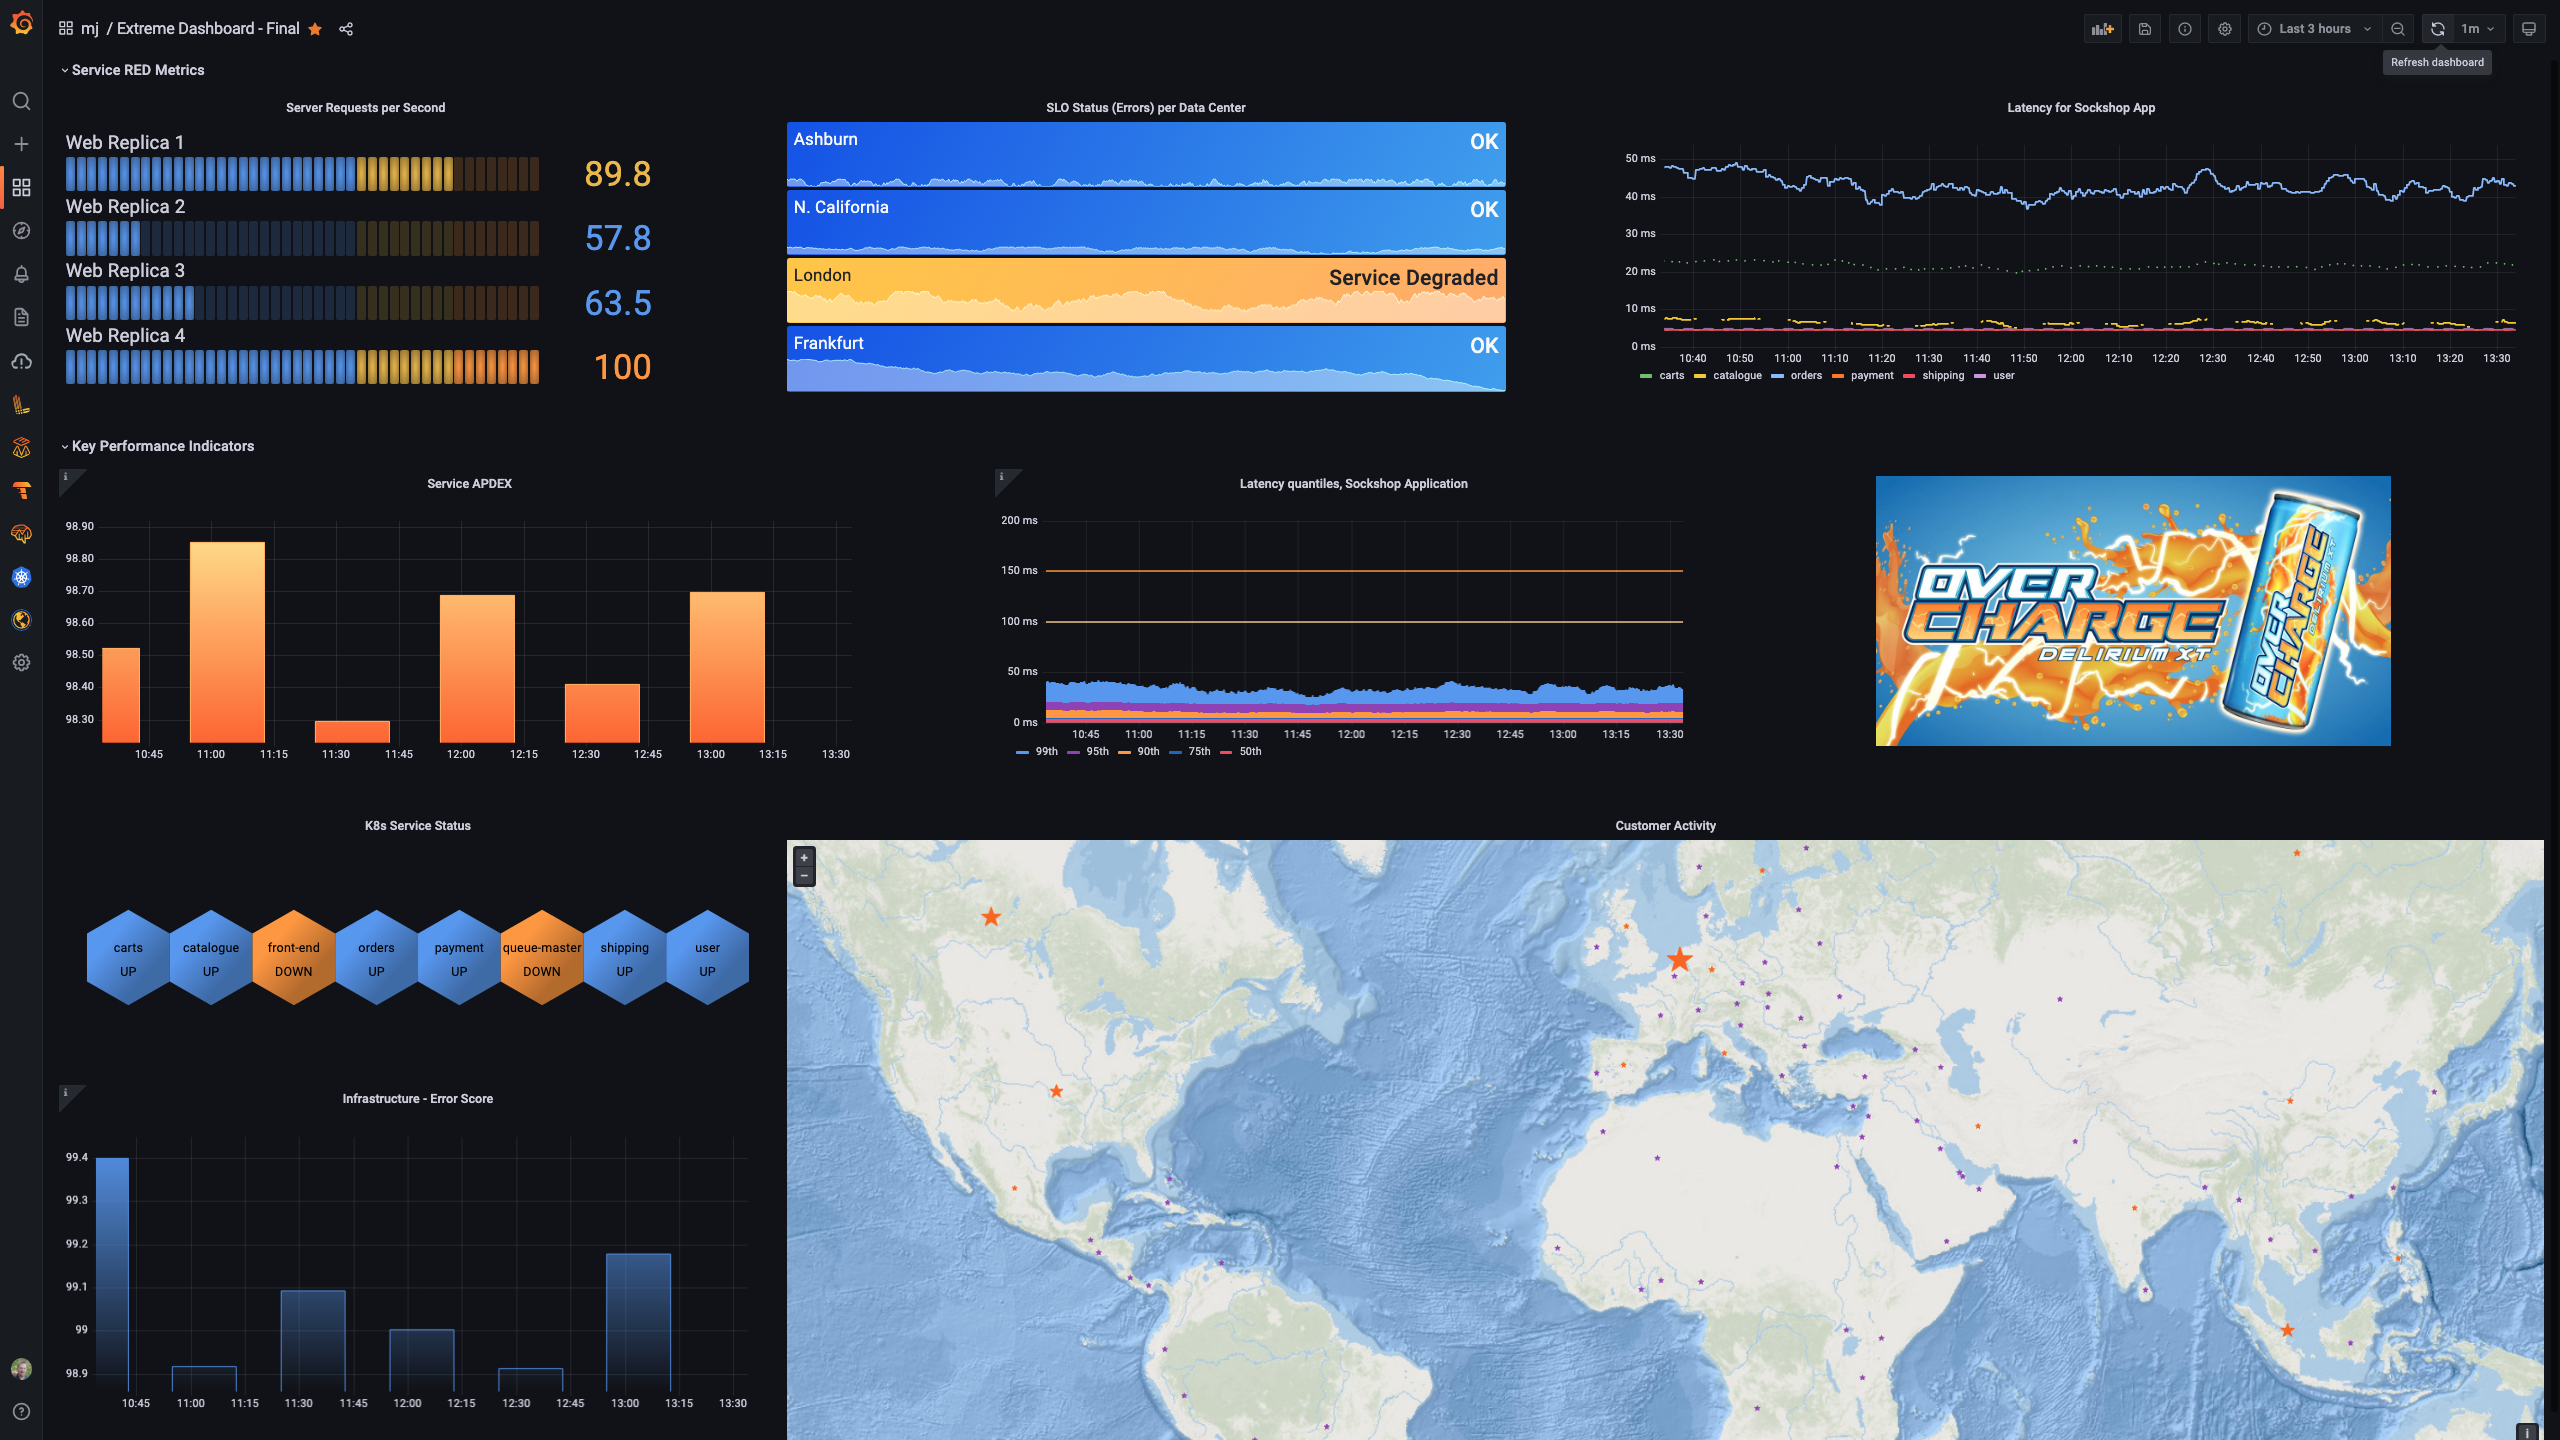 mj / Extreme Dashboard - Final
Last 3 hours
1m
Refresh dashboard
Service RED Metrics
Server Requests per Second
Web Replica 1
89.8
Web Replica 2
57.8
Web Replica 3
63.5
Web Replica 4
100
SLO Status (Errors) per Data Center
Ashburn OK
N. California OK
London Service Degraded
Frankfurt OK
Latency for Sockshop App
50 ms
40 ms
30 ms
20 ms
10 ms
0 ms
10:40 10:50 11:00 11:10 11:20 11:30 11:40 11:50 12:00 12:10 12:20 12:30 12:40 12:50 13:00 13:10 13:20 13:30
carts catalogue orders payment shipping user
Key Performance Indicators
Service APDEX
98.90
98.80
98.70
98.60
98.50
98.40
98.30
10:45 11:00 11:15 11:30 11:45 12:00 12:15 12:30 12:45 13:00 13:15 13:30
Latency quantiles, Sockshop Application
200 ms
150 ms
100 ms
50 ms
0 ms
10:45 11:00 11:15 11:30 11:45 12:00 12:15 12:30 12:45 13:00 13:15 13:30
99th 95th 90th 75th 50th
OVER
CHARGE
DELIRIUM XT
OVER
CHARGE
DELIRIUM XT
K8s Service Status
carts catalogue front-end orders payment queue-master shipping user
UP UP DOWN UP UP DOWN UP UP
Infrastructure - Error Score
99.4
99.3
99.2
99.1
99
98.9
10:45 11:00 11:15 11:30 11:45 12:00 12:15 12:30 12:45 13:00 13:15 13:30
Customer Activity
+
−
i